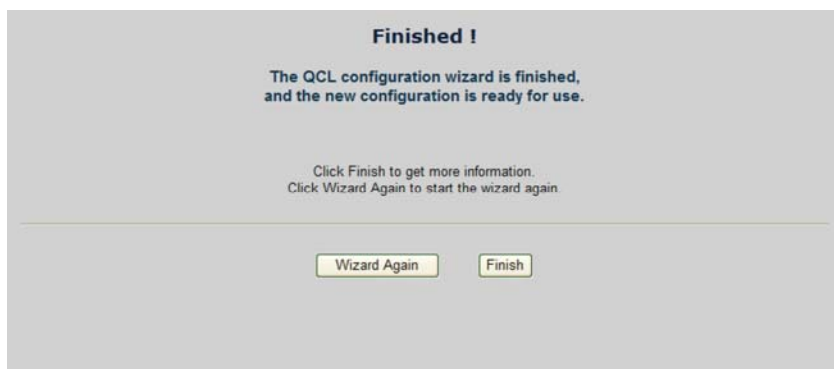 Finished !
The QCL configuration wizard is finished,
and the new configuration is ready for use.
Click Finish to get more information.
Click Wizard Again to start the wizard again.
Wizard Again
Finish